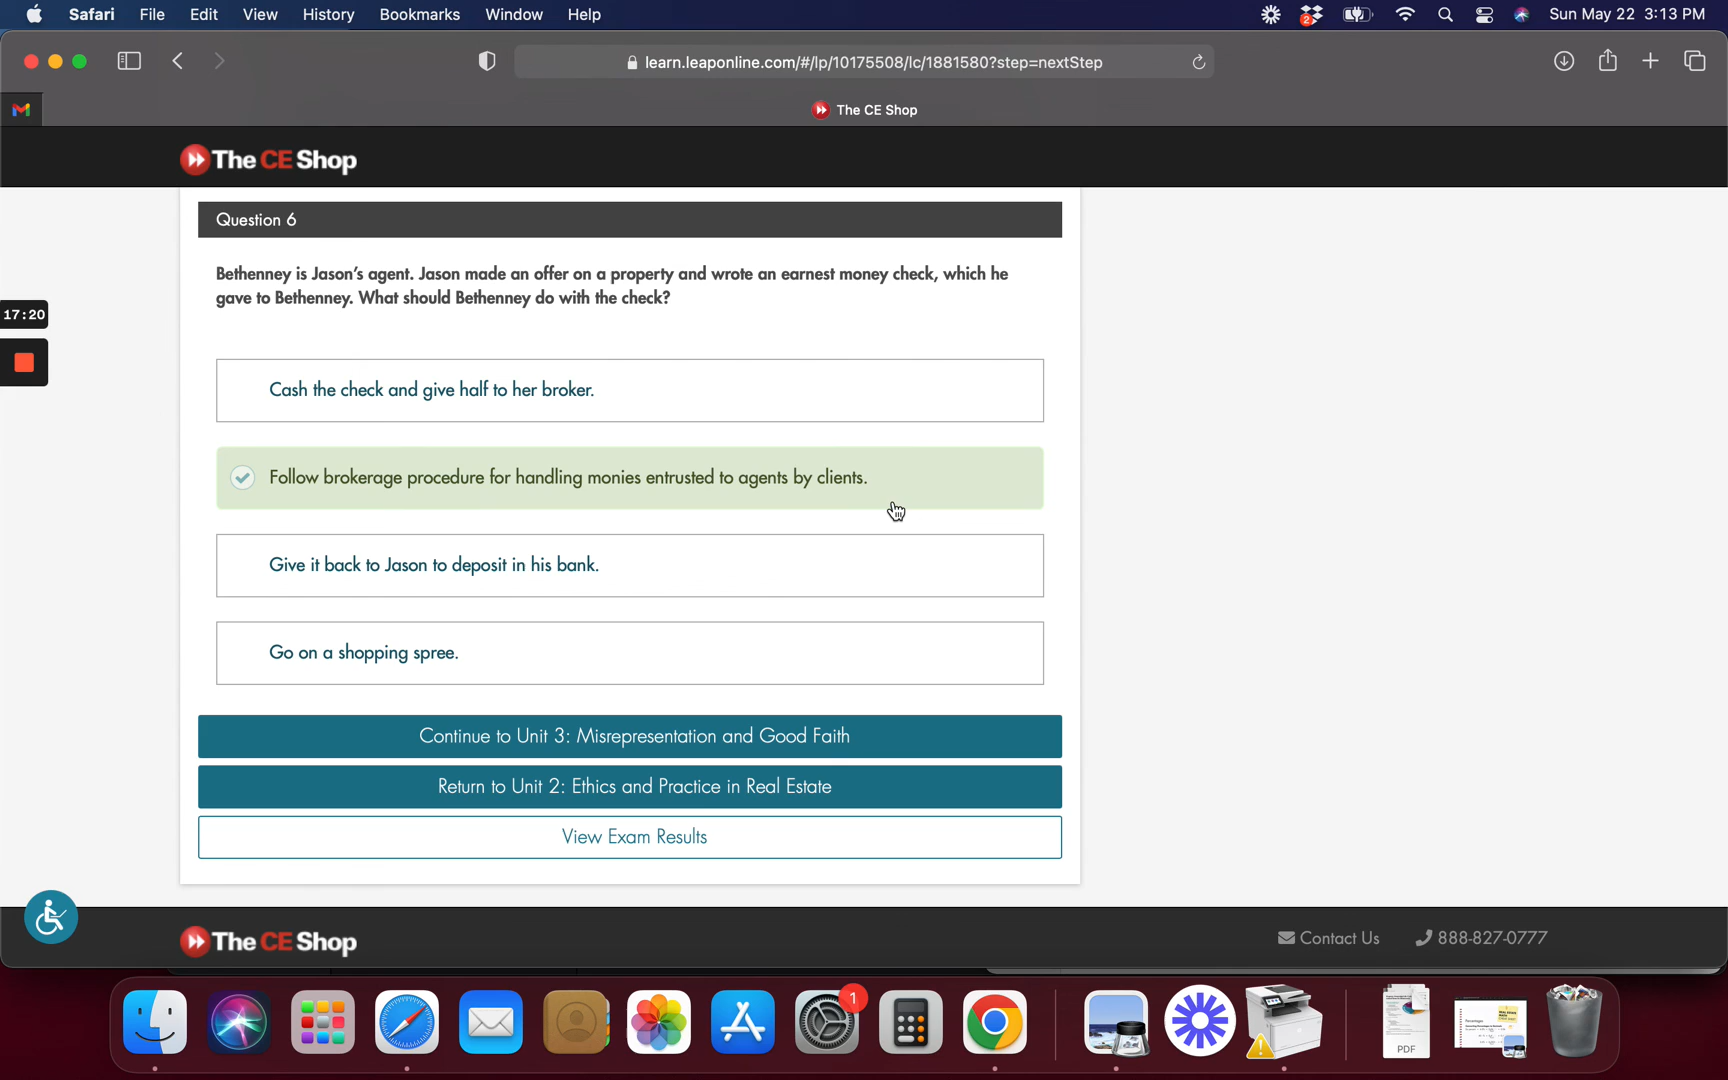 Safari File Edit View History Bookmarks Window Help
2
Sun May 22 3:13 PM
learn.leaponline.com/#/lp/10175508/lc/1881580?step=nextStep
The CE Shop
The CE Shop
Question 6
Bethenney is Jason's agent. Jason made an offer on a property and wrote an earnest money check, which he
gave to Bethenney. What should Bethenney do with the check?
17:20
Cash the check and give half to her broker.
Follow brokerage procedure for handling monies entrusted to agents by clients.
Give it back to Jason to deposit in his bank.
Go on a shopping spree.
Continue to Unit 3: Misrepresentation and Good Faith
Return to Unit 2: Ethics and Practice in Real Estate
View Exam Results
The CE Shop
Contact Us 888-827-0777
1
PDF